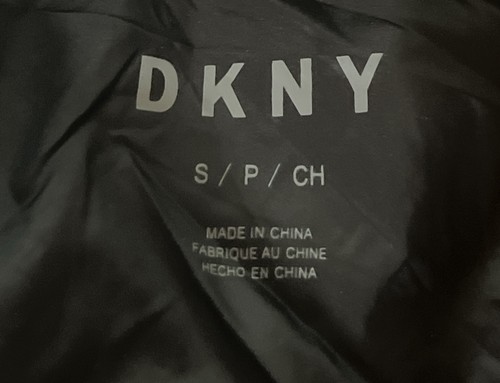 DKNY
S / P / CH
MADE IN CHINA
FABRIQUE AU CHINE
HECHO EN CHINA